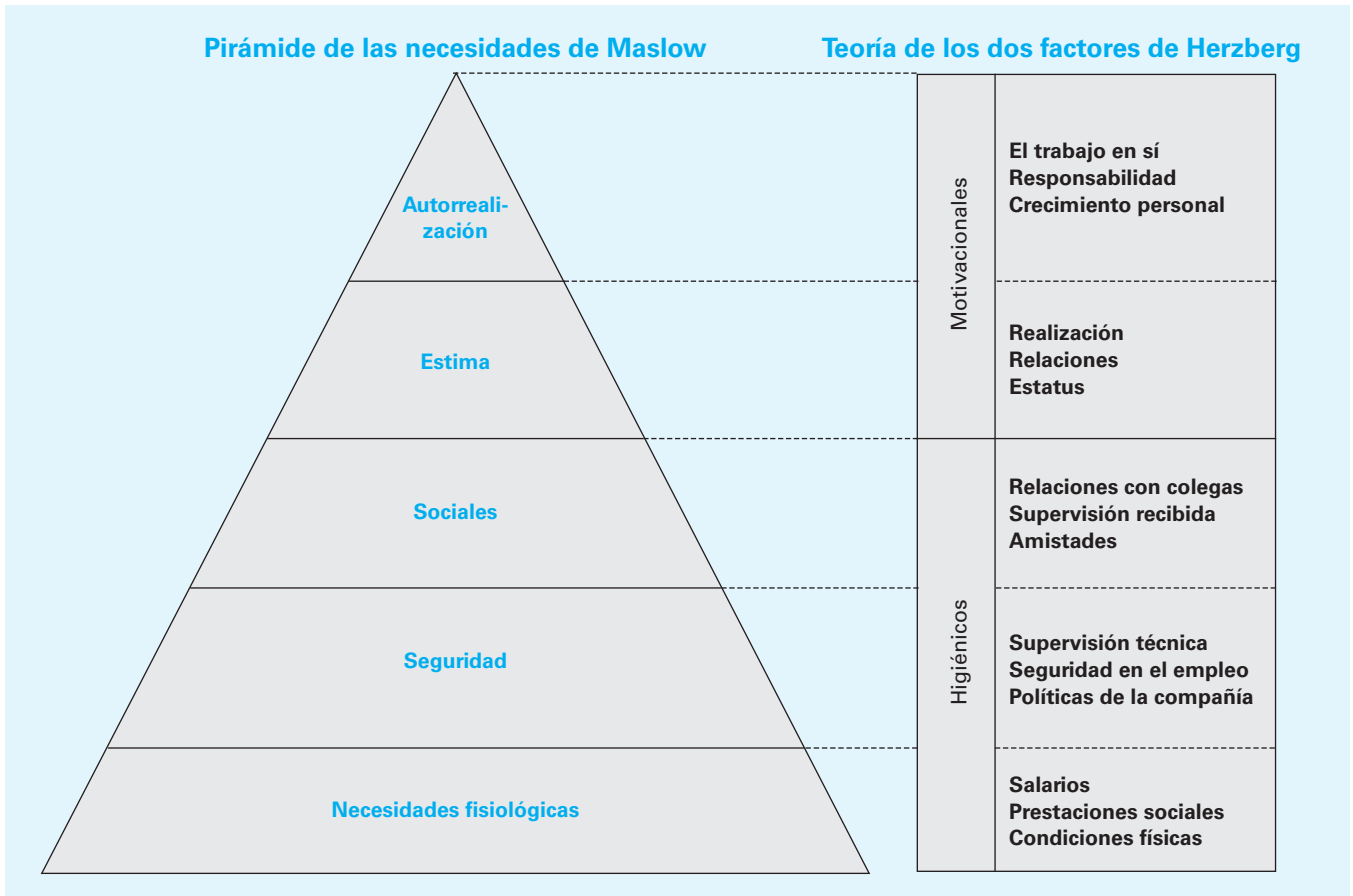 Pirámide de las necesidades de Maslow
Teoría de los dos factores de Herzberg
Autorreali-
zación
Estima
Sociales
Seguridad
Necesidades fisiológicas
Motivacionales
El trabajo en sí
Responsabilidad
Crecimiento personal
Realización
Relaciones
Estatus
Higiénicos
Relaciones con colegas
Supervisión recibida
Amistades
Supervisión técnica
Seguridad en el empleo
Políticas de la compañía
Salarios
Prestaciones sociales
Condiciones físicas